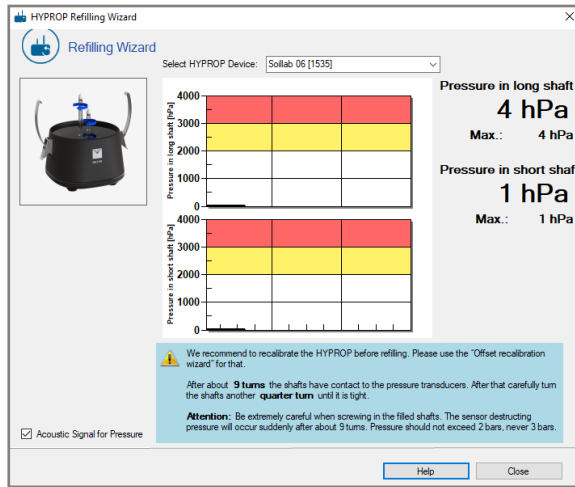 HYPROP Refilling Wizard
Refilling Wizard
Select HYPROP Device: Soillab 06 [1535]
Pressure in long shaft [hPa]
4000
3000
2000
1000
0
Pressure in long shaft
4 hPa
Max.: 4 hPa
Pressure in short shaft [hPa]
4000
3000
2000
1000
0
Pressure in short shaf
1 hPa
Max.: 1 hPa
We recommend to recalibrate the HYPROP before refilling. Please use the "Offset recalibration
wizard" for that.
After about 9 turns the shafts have contact to the pressure transducers. After that carefully turn
the shafts another quarter turn until it is tight.
Attention: Be extremely careful when screwing in the filled shafts. The sensor destructing
pressure will occur suddenly after about 9 turns. Pressure should not exceed 2 bars, never 3 bars.
Acoustic Signal for Pressure
Help
Close